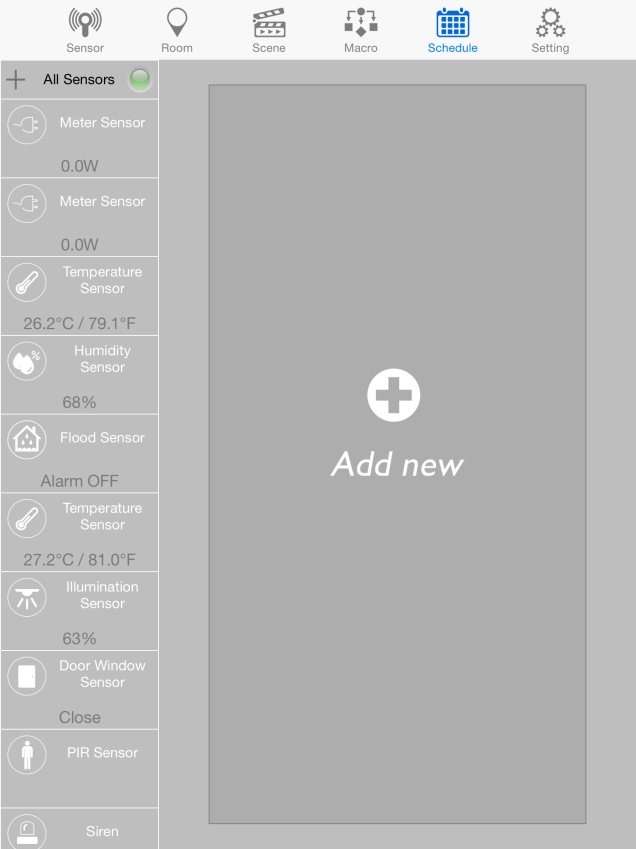 Sensor
Room
Scene
Macro
Schedule
Setting
All Sensors
Meter Sensor
0.0W
Meter Sensor
0.0W
Temperature
Sensor
26.2°C / 79.1°F
Humidity
Sensor
%
68%
Flood Sensor
Alarm OFF
Temperature
Sensor
27.2°C / 81.0°F
Illumination
Sensor
63%
Door Window
Sensor
Close
PIR Sensor
Siren
Add new